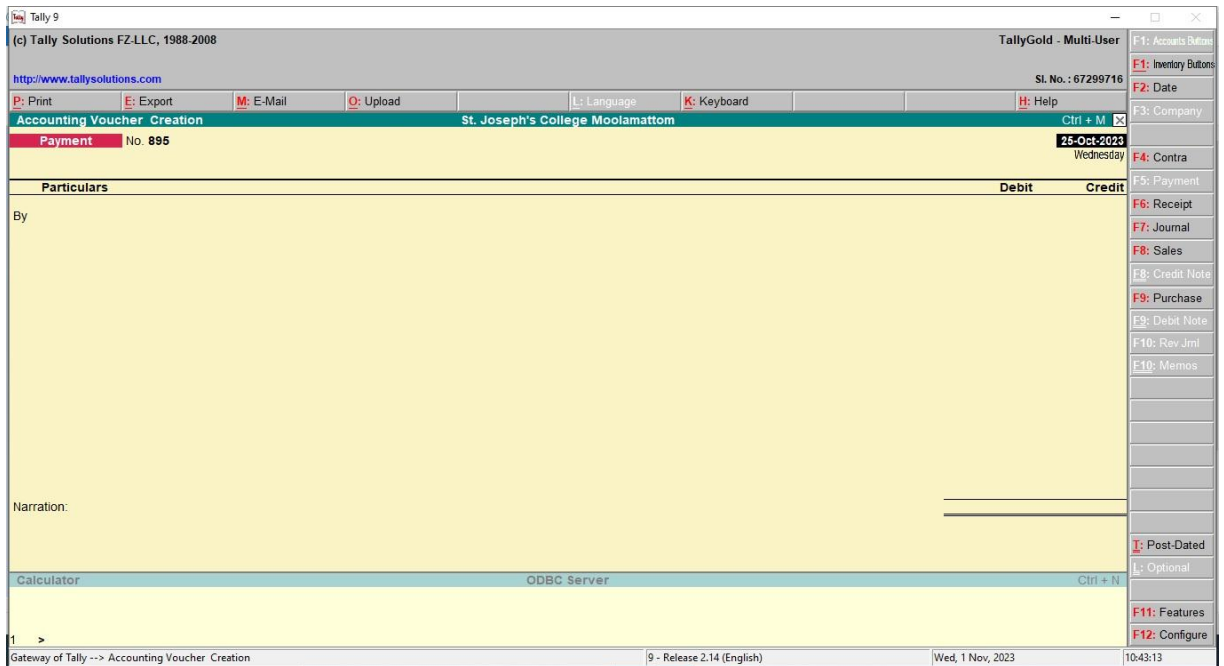 Tally 9
(c) Tally Solutions FZ-LLC, 1988-2008 TallyGold - Multi-User
http://www.tallysolutions.com Sl. No. : 67299716
P: Print E: Export M: E-Mail O: Upload L: Language K: Keyboard H: Help
Accounting Voucher Creation St. Joseph's College Moolamattom Ctrl + M
Payment No. 895 25-Oct-2023
Wednesday
Particulars Debit Credit
By
Narration:
Calculator ODBC Server Ctrl + N
1 >
F1: Accounts Buttons
F1: Inventory Buttons
F2: Date
F3: Company
F4: Contra
F5: Payment
F6: Receipt
F7: Journal
F8: Sales
F8: Credit Note
F9: Purchase
F9: Debit Note
F10: Rev Jrnl
F10: Memos
T: Post-Dated
L: Optional
F11: Features
F12: Configure
Gateway of Tally --> Accounting Voucher Creation 9 - Release 2.14 (English) Wed, 1 Nov, 2023 10:43:13